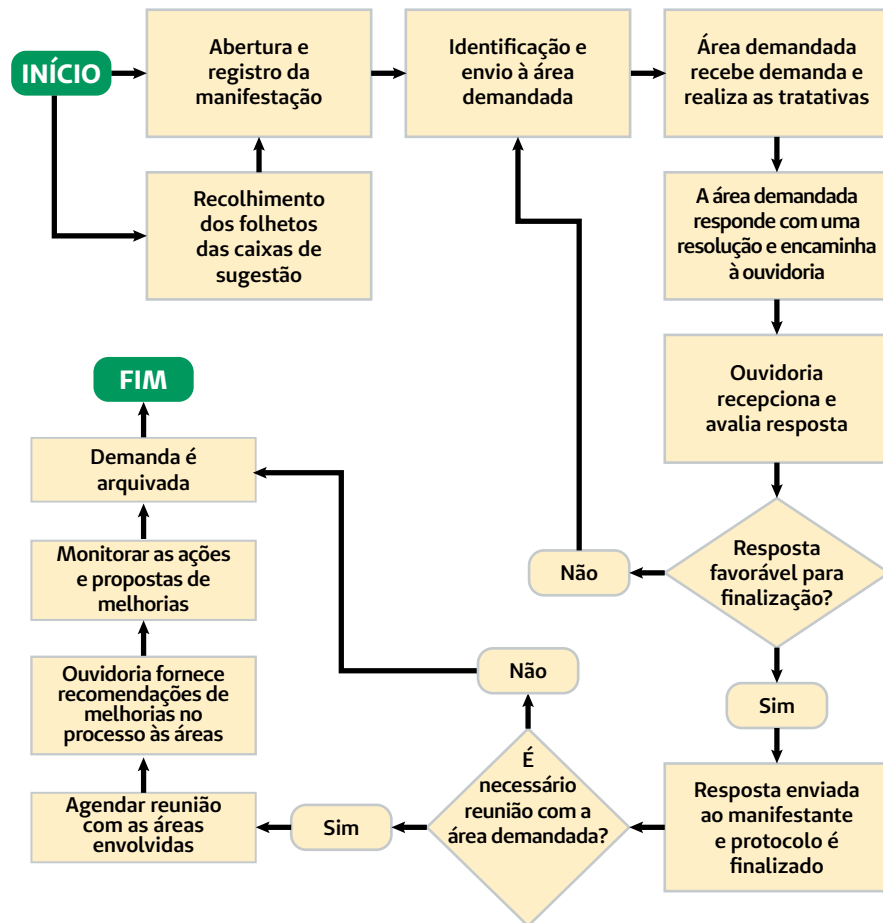 INÍCIO
Abertura e
registro da
manifestação
Identificação e
envio à área
demandada
Área demandada
recebe demanda e
realiza as tratativas
Recolhimento
dos folhetos
das caixas de
sugestão
A área demandada
responde com uma
resolução e encaminha
à ouvidoria
Ouvidoria
recepciona e
avalia resposta
Resposta
favorável para
finalização?
Não
Sim
Resposta enviada
ao manifestante
e protocolo é
finalizado
É
necessário
reunião com a
área demandada?
Não
Sim
Agendar reunião
com as áreas
envolvidas
Ouvidoria fornece
recomendações de
melhorias no
processo às áreas
Monitorar as ações
e propostas de
melhorias
Demanda é
arquivada
FIM